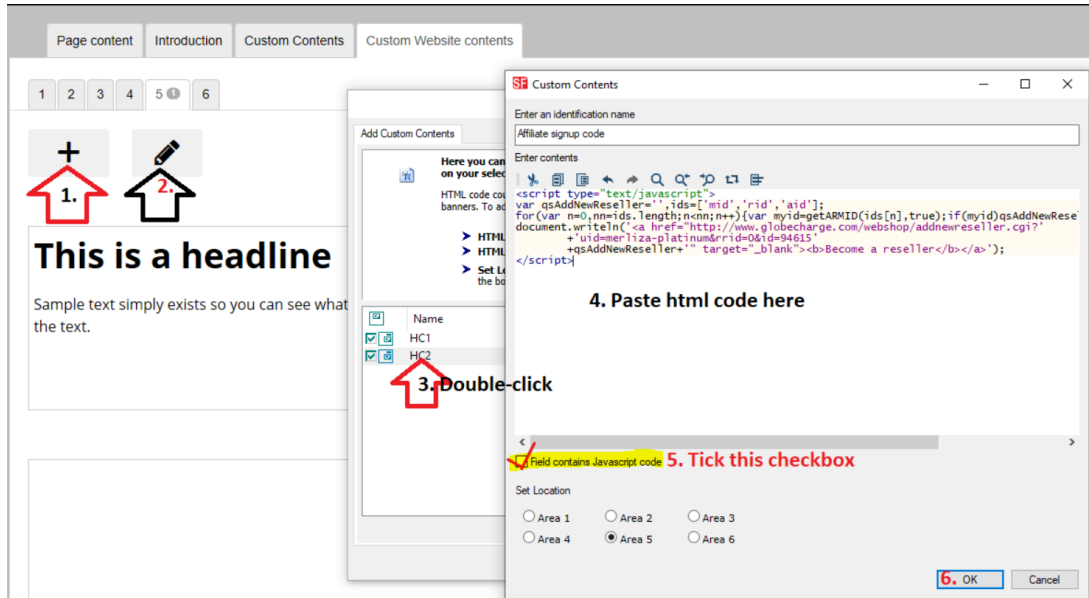 Page content
Introduction
Custom Contents
Custom Website contents
1
2
3
4
5 1
6
1.
2.
This is a headline
Sample text simply exists so you can see what
the text.
Add Custom Contents
Here you can
on your selec
HTML code cou
banners. To ad
HTML
HTML
Set Lo
the bo
Name
HC1
HC2
3. Double-click
SF Custom Contents
Enter an identification name
Affiliate signup code
Enter contents
<script type="text/javascript">
var qsAddNewReseller='',ids=['mid','rid','aid'];
for(var n=0,nn=ids.length;n<nn;n++){var myid=getARMID(ids[n],true);if(myid)qsAddNewRese
document.writeln('<a href="http://www.globecharge.com/webshop/addnewreseller.cgi?'
+'uid=merliza-platinum&rrid=0&id=94615'
+qsAddNewReseller+'" target="_blank"><b>Become a reseller</b></a>');
</script>
4. Paste html code here
Field contains Javascript code
5. Tick this checkbox
Set Location
Area 1
Area 2
Area 3
Area 4
Area 5
Area 6
6. OK
Cancel